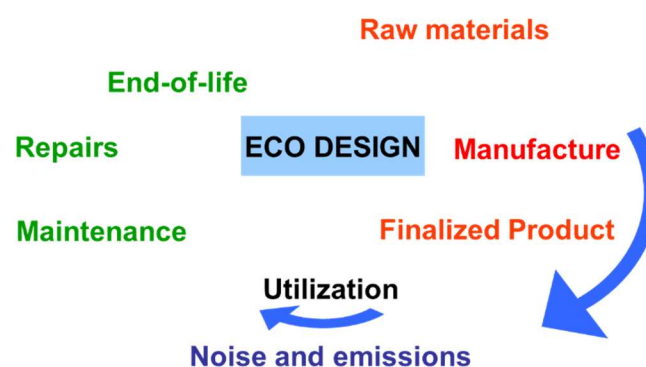 Raw materials
End-of-life
Repairs
ECO DESIGN
Manufacture
Maintenance
Finalized Product
Utilization
Noise and emissions